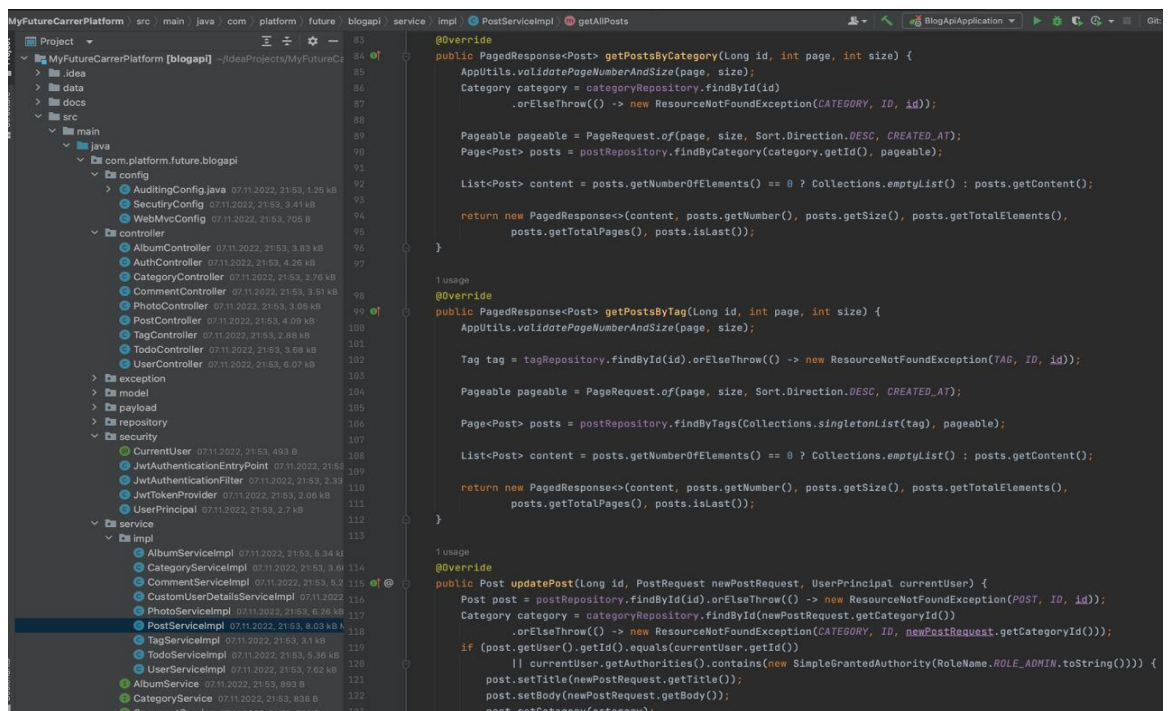 MyFutureCarrerPlatform › src › main › java › com › platform › future › blogapi › service › impl › PostServiceImpl › getAllPosts
BlogApiApplication
Git:
Project
MyFutureCarrerPlatform [blogapi] ~/IdeaProjects/MyFutureCa
.idea
data
docs
src
main
java
com.platform.future.blogapi
config
AuditingConfig.java 07.11.2022, 21:53, 1.25 kB
SecutiryConfig 07.11.2022, 21:53, 3.41 kB
WebMvcConfig 07.11.2022, 21:53, 705 B
controller
AlbumController 07.11.2022, 21:53, 3.83 kB
AuthController 07.11.2022, 21:53, 4.26 kB
CategoryController 07.11.2022, 21:53, 2.76 kB
CommentController 07.11.2022, 21:53, 3.51 kB
PhotoController 07.11.2022, 21:53, 3.05 kB
PostController 07.11.2022, 21:53, 4.09 kB
TagController 07.11.2022, 21:53, 2.88 kB
TodoController 07.11.2022, 21:53, 3.68 kB
UserController 07.11.2022, 21:53, 6.07 kB
exception
model
payload
repository
security
CurrentUser 07.11.2022, 21:53, 493 B
JwtAuthenticationEntryPoint 07.11.2022, 21:53
JwtAuthenticationFilter 07.11.2022, 21:53, 2.33
JwtTokenProvider 07.11.2022, 21:53, 2.06 kB
UserPrincipal 07.11.2022, 21:53, 2.7 kB
service
impl
AlbumServiceImpl 07.11.2022, 21:53, 5.34 kB
CategoryServiceImpl 07.11.2022, 21:53, 3.6
CommentServiceImpl 07.11.2022, 21:53, 5.2
CustomUserDetailsServiceImpl 07.11.2022
PhotoServiceImpl 07.11.2022, 21:53, 6.26 kB
PostServiceImpl 07.11.2022, 21:53, 8.03 kB
TagServiceImpl 07.11.2022, 21:53, 3.1 kB
TodoServiceImpl 07.11.2022, 21:53, 5.36 kB
UserServiceImpl 07.11.2022, 21:53, 7.62 kB
AlbumService 07.11.2022, 21:53, 893 B
CategoryService 07.11.2022, 21:53, 838 B
83 @Override
84 public PagedResponse<Post> getPostsByCategory(Long id, int page, int size) {
85 AppUtils.validatePageNumberAndSize(page, size);
86 Category category = categoryRepository.findById(id)
87 .orElseThrow(() -> new ResourceNotFoundException(CATEGORY, ID, id));
88
89 Pageable pageable = PageRequest.of(page, size, Sort.Direction.DESC, CREATED_AT);
90 Page<Post> posts = postRepository.findByCategory(category.getId(), pageable);
91
92 List<Post> content = posts.getNumberOfElements() == 0 ? Collections.emptyList() : posts.getContent();
93
94 return new PagedResponse<>(content, posts.getNumber(), posts.getSize(), posts.getTotalElements(),
95 posts.getTotalPages(), posts.isLast());
96 }
97
1 usage
98 @Override
99 public PagedResponse<Post> getPostsByTag(Long id, int page, int size) {
100 AppUtils.validatePageNumberAndSize(page, size);
101
102 Tag tag = tagRepository.findById(id).orElseThrow(() -> new ResourceNotFoundException(TAG, ID, id));
103
104 Pageable pageable = PageRequest.of(page, size, Sort.Direction.DESC, CREATED_AT);
105
106 Page<Post> posts = postRepository.findByTags(Collections.singletonList(tag), pageable);
107
108 List<Post> content = posts.getNumberOfElements() == 0 ? Collections.emptyList() : posts.getContent();
109
110 return new PagedResponse<>(content, posts.getNumber(), posts.getSize(), posts.getTotalElements(),
111 posts.getTotalPages(), posts.isLast());
112 }
113
1 usage
114 @Override
115 @ public Post updatePost(Long id, PostRequest newPostRequest, UserPrincipal currentUser) {
116 Post post = postRepository.findById(id).orElseThrow(() -> new ResourceNotFoundException(POST, ID, id));
117 Category category = categoryRepository.findById(newPostRequest.getCategoryId())
118 .orElseThrow(() -> new ResourceNotFoundException(CATEGORY, ID, newPostRequest.getCategoryId()));
119 if (post.getUser().getId().equals(currentUser.getId())
120 || currentUser.getAuthorities().contains(new SimpleGrantedAuthority(RoleName.ROLE_ADMIN.toString()))) {
121 post.setTitle(newPostRequest.getTitle());
122 post.setBody(newPostRequest.getBody());
post.setCategory(category);